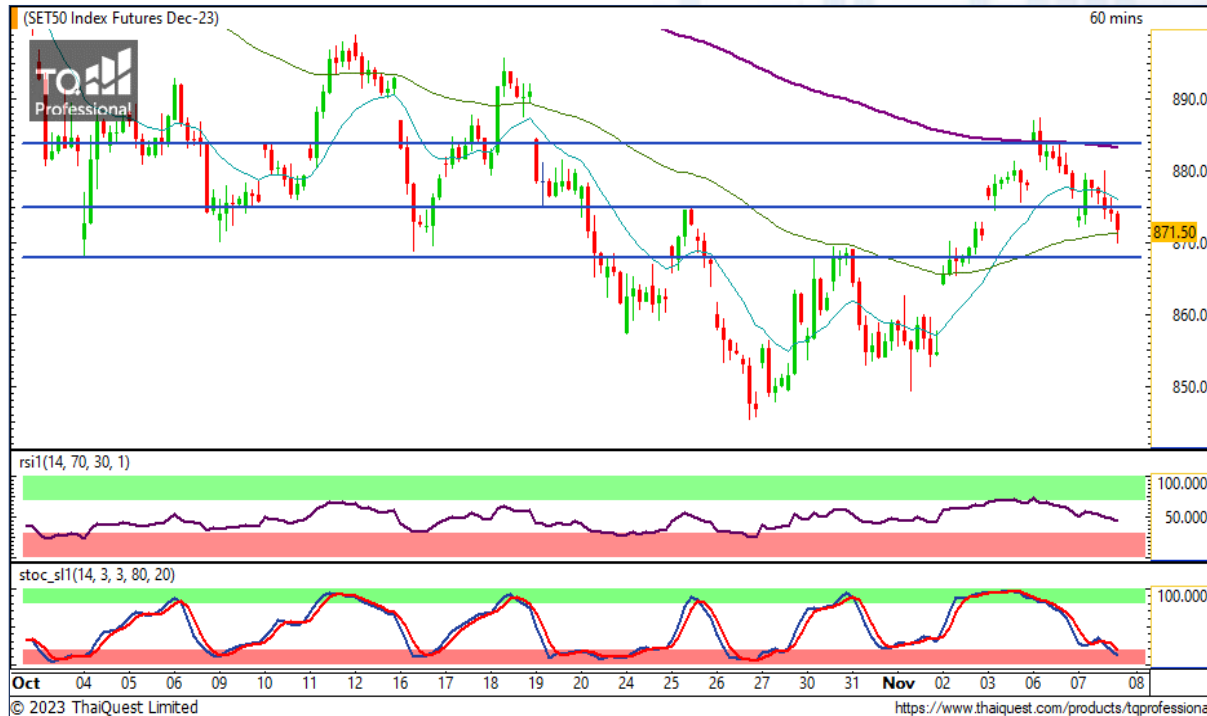 (SET50 Index Futures Dec-23) 60 mins
TQ
Professional
890.0
880.0
871.50
870.0
860.0
850.0
rsi1(14, 70, 30, 1)
100.000
50.000
stoc_sl1(14, 3, 3, 80, 20)
100.000
Oct 04 05 06 09 10 11 12 16 17 18 19 20 24 25 26 27 30 31 Nov 02 03 06 07 08
© 2023 ThaiQuest Limited https://www.thaiquest.com/products/tqprofessiona